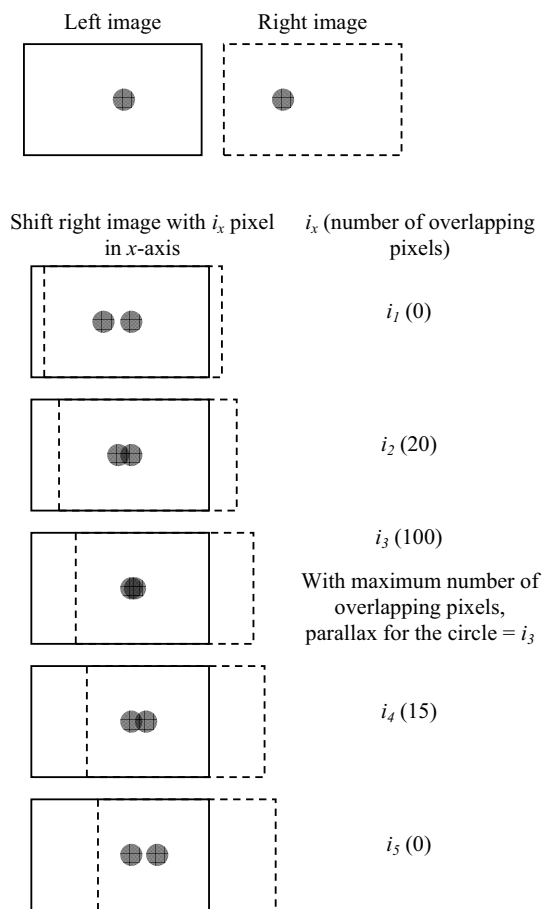 Left image
Right image
Shift right image with iₓ pixel
in x-axis
iₓ (number of overlapping
pixels)
i₁ (0)
i₂ (20)
i₃ (100)
With maximum number of
overlapping pixels,
parallax for the circle = i₃
i₄ (15)
i₅ (0)